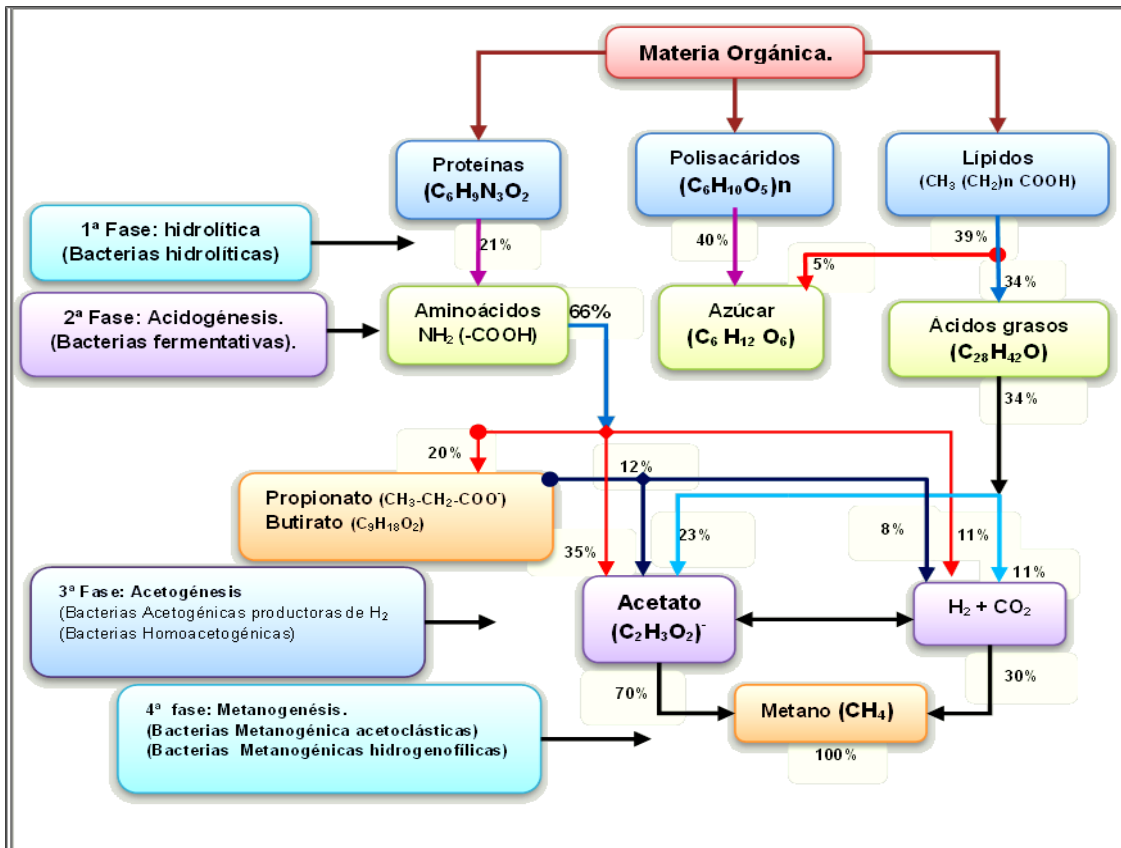 Materia Orgánica.
Proteínas
(C₆H₉N₃O₂
Polisacáridos
(C₆H₁₀O₅)n
Lípidos
(CH₃ (CH₂)n COOH)
1ª Fase: hidrolítica
(Bacterias hidrolíticas)
21%
40%
39%
5%
34%
2ª Fase: Acidogénesis.
(Bacterias fermentativas).
Aminoácidos
NH₂ (-COOH)
66%
Azúcar
(C₆ H₁₂ O₆)
Ácidos grasos
(C₂₈H₄₂O)
34%
20%
12%
Propionato (CH₃-CH₂-COO⁻)
Butirato (C₉H₁₈O₂)
35%
23%
8%
11%
11%
3ª Fase: Acetogénesis
(Bacterias Acetogénicas productoras de H₂
(Bacterias Homoacetogénicas)
Acetato
(C₂H₃O₂)⁻
H₂ + CO₂
70%
30%
4ª fase: Metanogenésis.
(Bacterias Metanogénica acetoclásticas)
(Bacterias Metanogénicas hidrogenofílicas)
Metano (CH₄)
100%